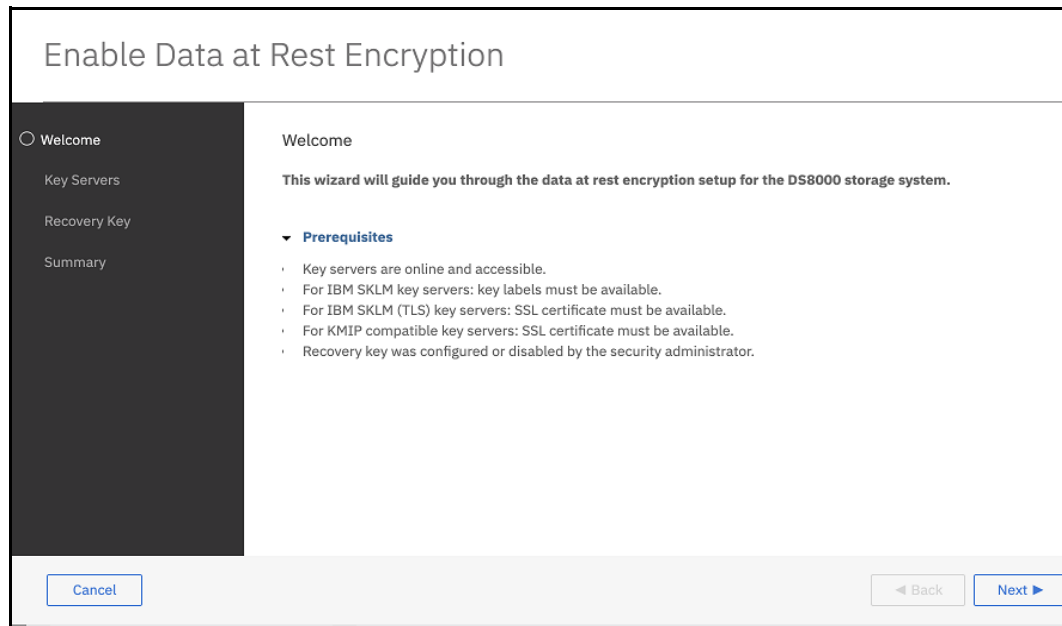 Enable Data at Rest Encryption
Welcome
Key Servers
Recovery Key
Summary
Welcome
This wizard will guide you through the data at rest encryption setup for the DS8000 storage system.
Prerequisites
Key servers are online and accessible.
For IBM SKLM key servers: key labels must be available.
For IBM SKLM (TLS) key servers: SSL certificate must be available.
For KMIP compatible key servers: SSL certificate must be available.
Recovery key was configured or disabled by the security administrator.
Cancel
Back
Next